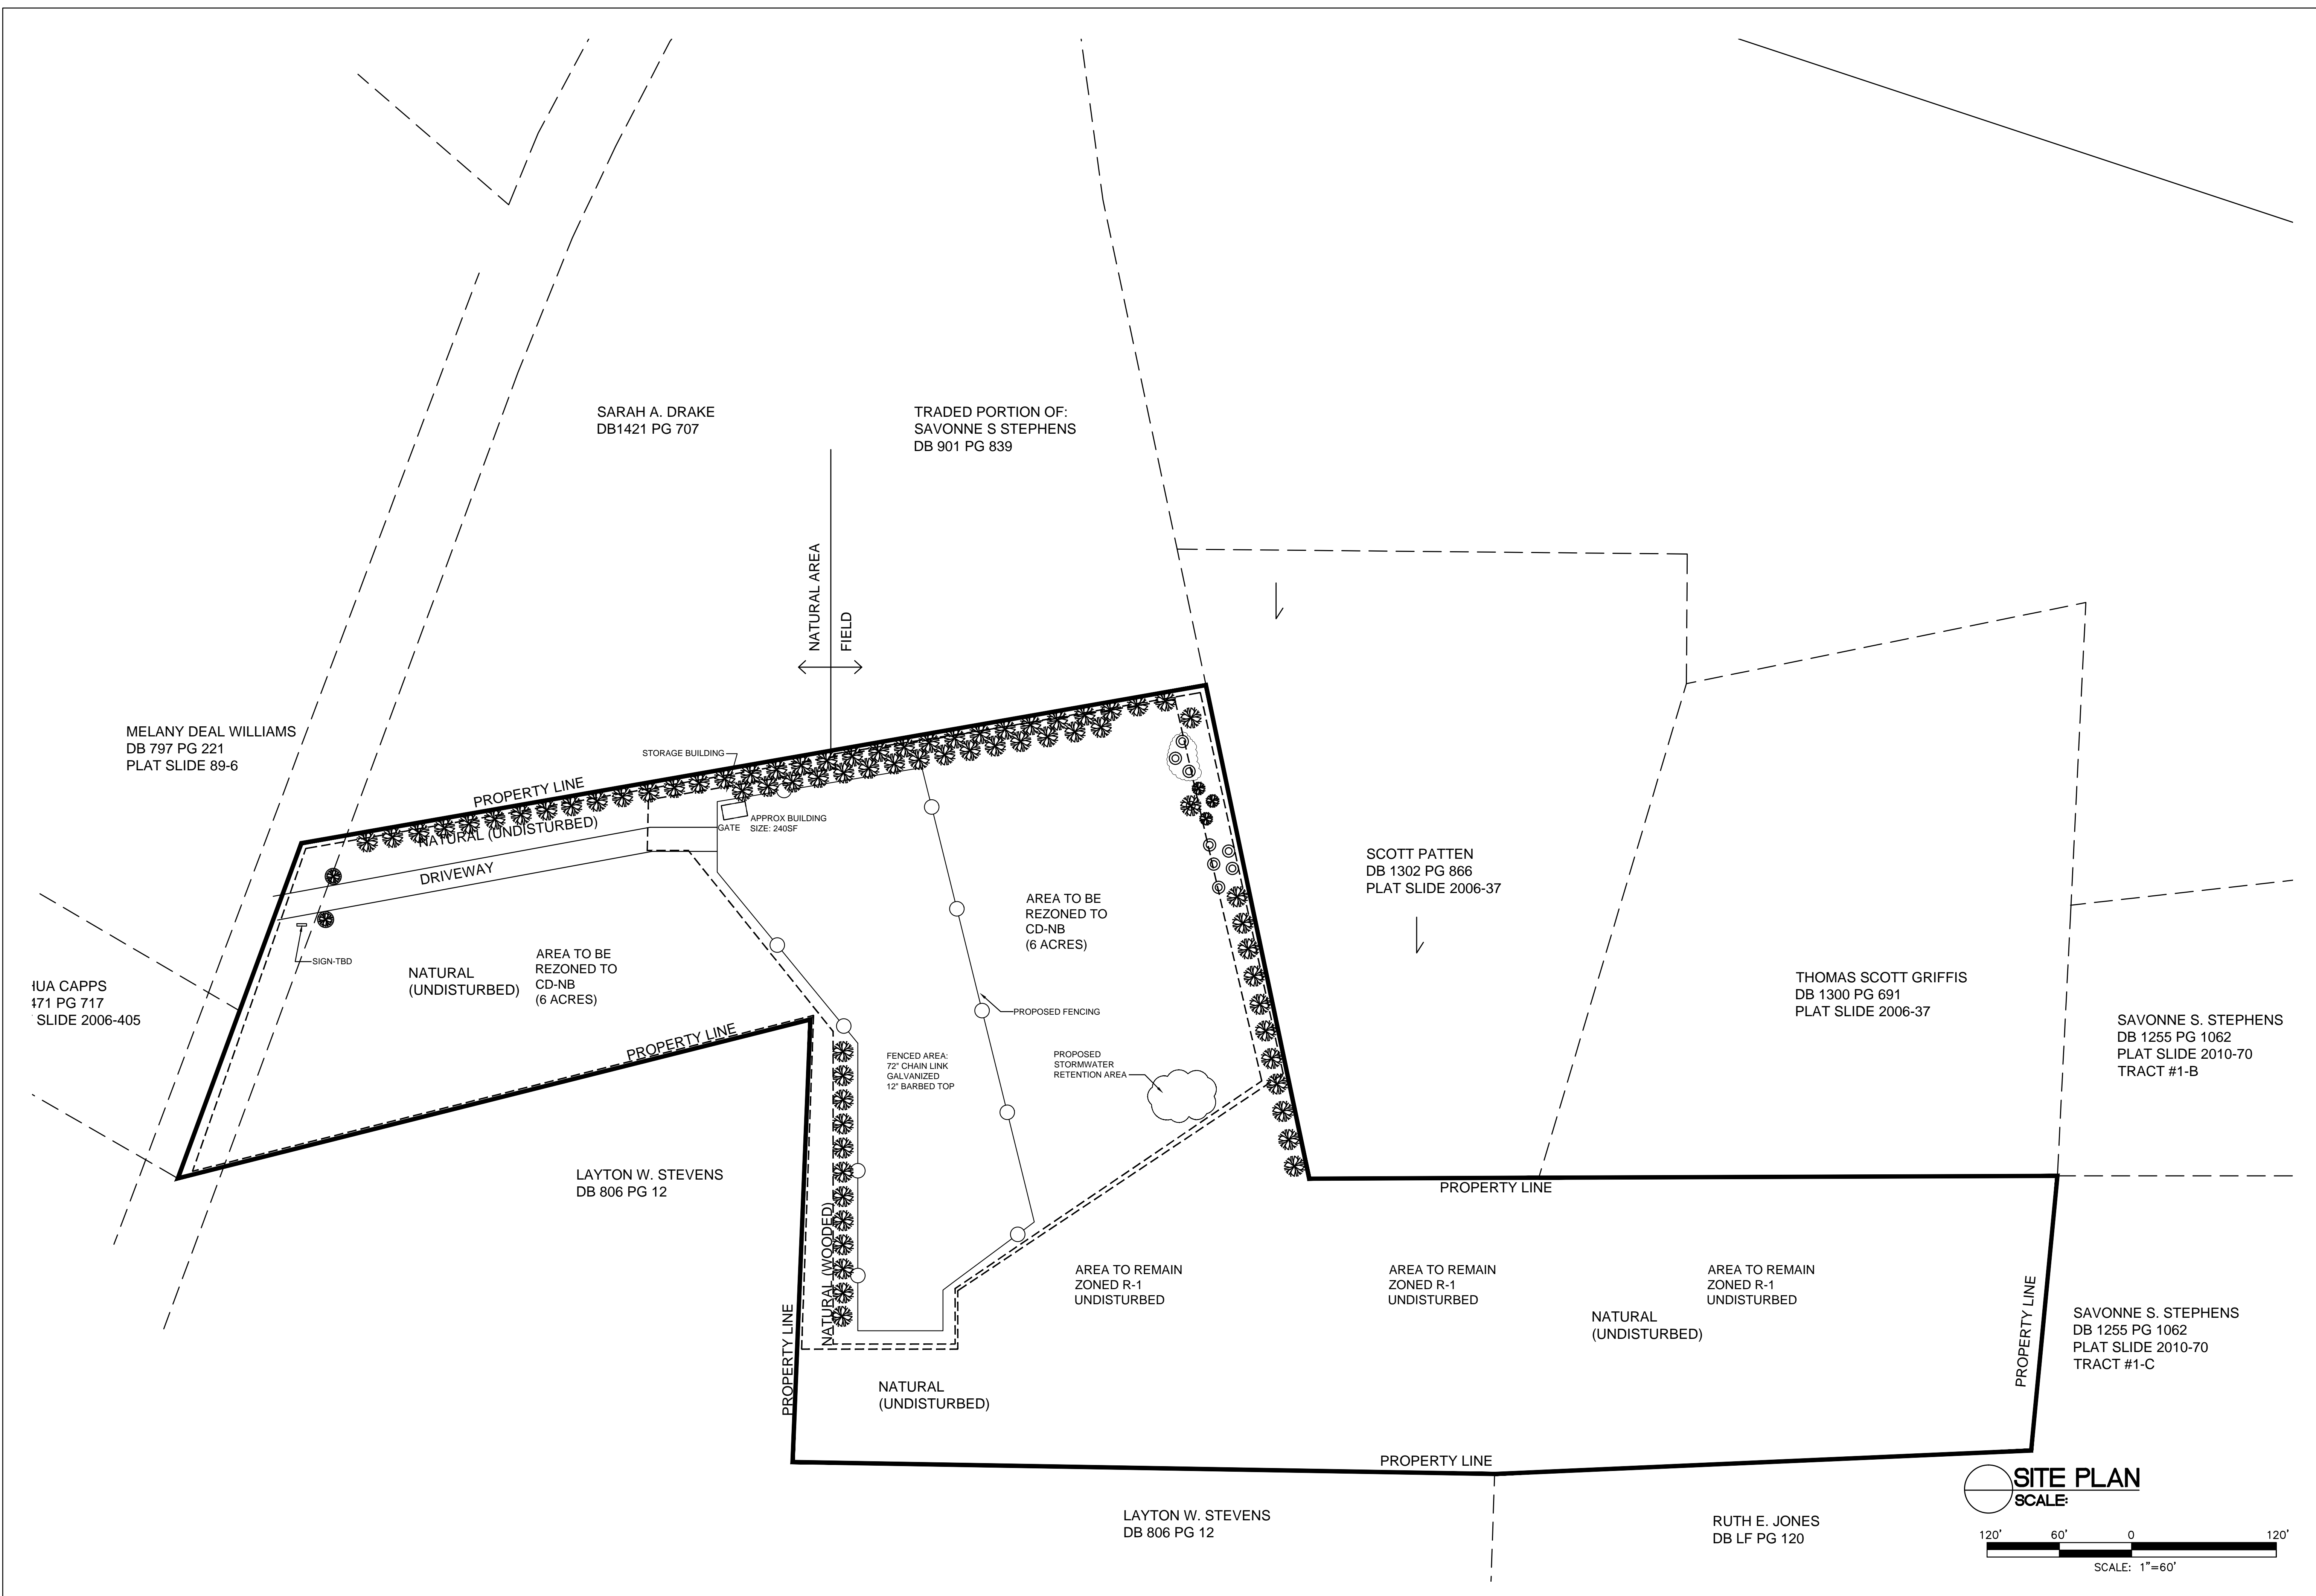 SARAH A. DRAKE
DB1421 PG 707
TRADED PORTION OF:
SAVONNE S STEPHENS
DB 901 PG 839
NATURAL AREA
FIELD
MELANY DEAL WILLIAMS
DB 797 PG 221
PLAT SLIDE 89-6
STORAGE BUILDING
PROPERTY LINE
NATURAL (UNDISTURBED)
GATE
APPROX BUILDING
SIZE: 240SF
DRIVEWAY
SIGN-TBD
NATURAL
(UNDISTURBED)
AREA TO BE
REZONED TO
CD-NB
(6 ACRES)
AREA TO BE
REZONED TO
CD-NB
(6 ACRES)
SCOTT PATTEN
DB 1302 PG 866
PLAT SLIDE 2006-37
HUA CAPPS
471 PG 717
SLIDE 2006-405
PROPERTY LINE
PROPOSED FENCING
FENCED AREA:
72" CHAIN LINK
GALVANIZED
12" BARBED TOP
PROPOSED
STORMWATER
RETENTION AREA
THOMAS SCOTT GRIFFIS
DB 1300 PG 691
PLAT SLIDE 2006-37
SAVONNE S. STEPHENS
DB 1255 PG 1062
PLAT SLIDE 2010-70
TRACT #1-B
LAYTON W. STEVENS
DB 806 PG 12
NATURAL (WOODED)
PROPERTY LINE
PROPERTY LINE
AREA TO REMAIN
ZONED R-1
UNDISTURBED
AREA TO REMAIN
ZONED R-1
UNDISTURBED
AREA TO REMAIN
ZONED R-1
UNDISTURBED
NATURAL
(UNDISTURBED)
PROPERTY LINE
SAVONNE S. STEPHENS
DB 1255 PG 1062
PLAT SLIDE 2010-70
TRACT #1-C
NATURAL
(UNDISTURBED)
PROPERTY LINE
LAYTON W. STEVENS
DB 806 PG 12
RUTH E. JONES
DB LF PG 120
SITE PLAN
SCALE:
120' 60' 0 120'
SCALE: 1"=60'